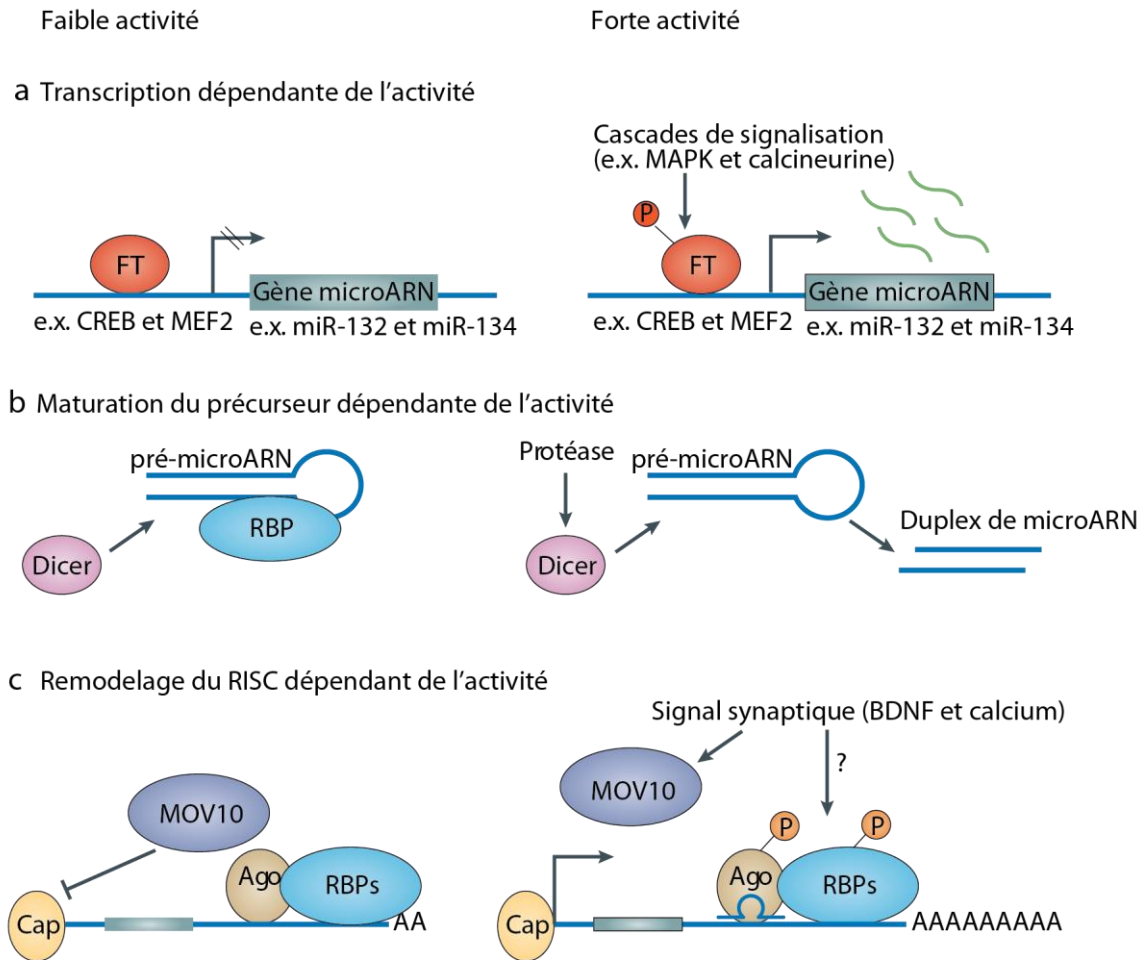 Faible activité
Forte activité
a Transcription dépendante de l'activité
Cascades de signalisation
(e.x. MAPK et calcineurine)
FT
Gène microARN
e.x. CREB et MEF2
e.x. miR-132 et miR-134
P
FT
Gène microARN
e.x. CREB et MEF2
e.x. miR-132 et miR-134
b Maturation du précurseur dépendante de l'activité
pré-microARN
RBP
Dicer
Protéase
pré-microARN
Dicer
Duplex de microARN
c Remodelage du RISC dépendant de l'activité
MOV10
Ago
RBPs
Cap
AA
Signal synaptique (BDNF et calcium)
?
MOV10
P
P
Ago
RBPs
Cap
AAAAAAAAA